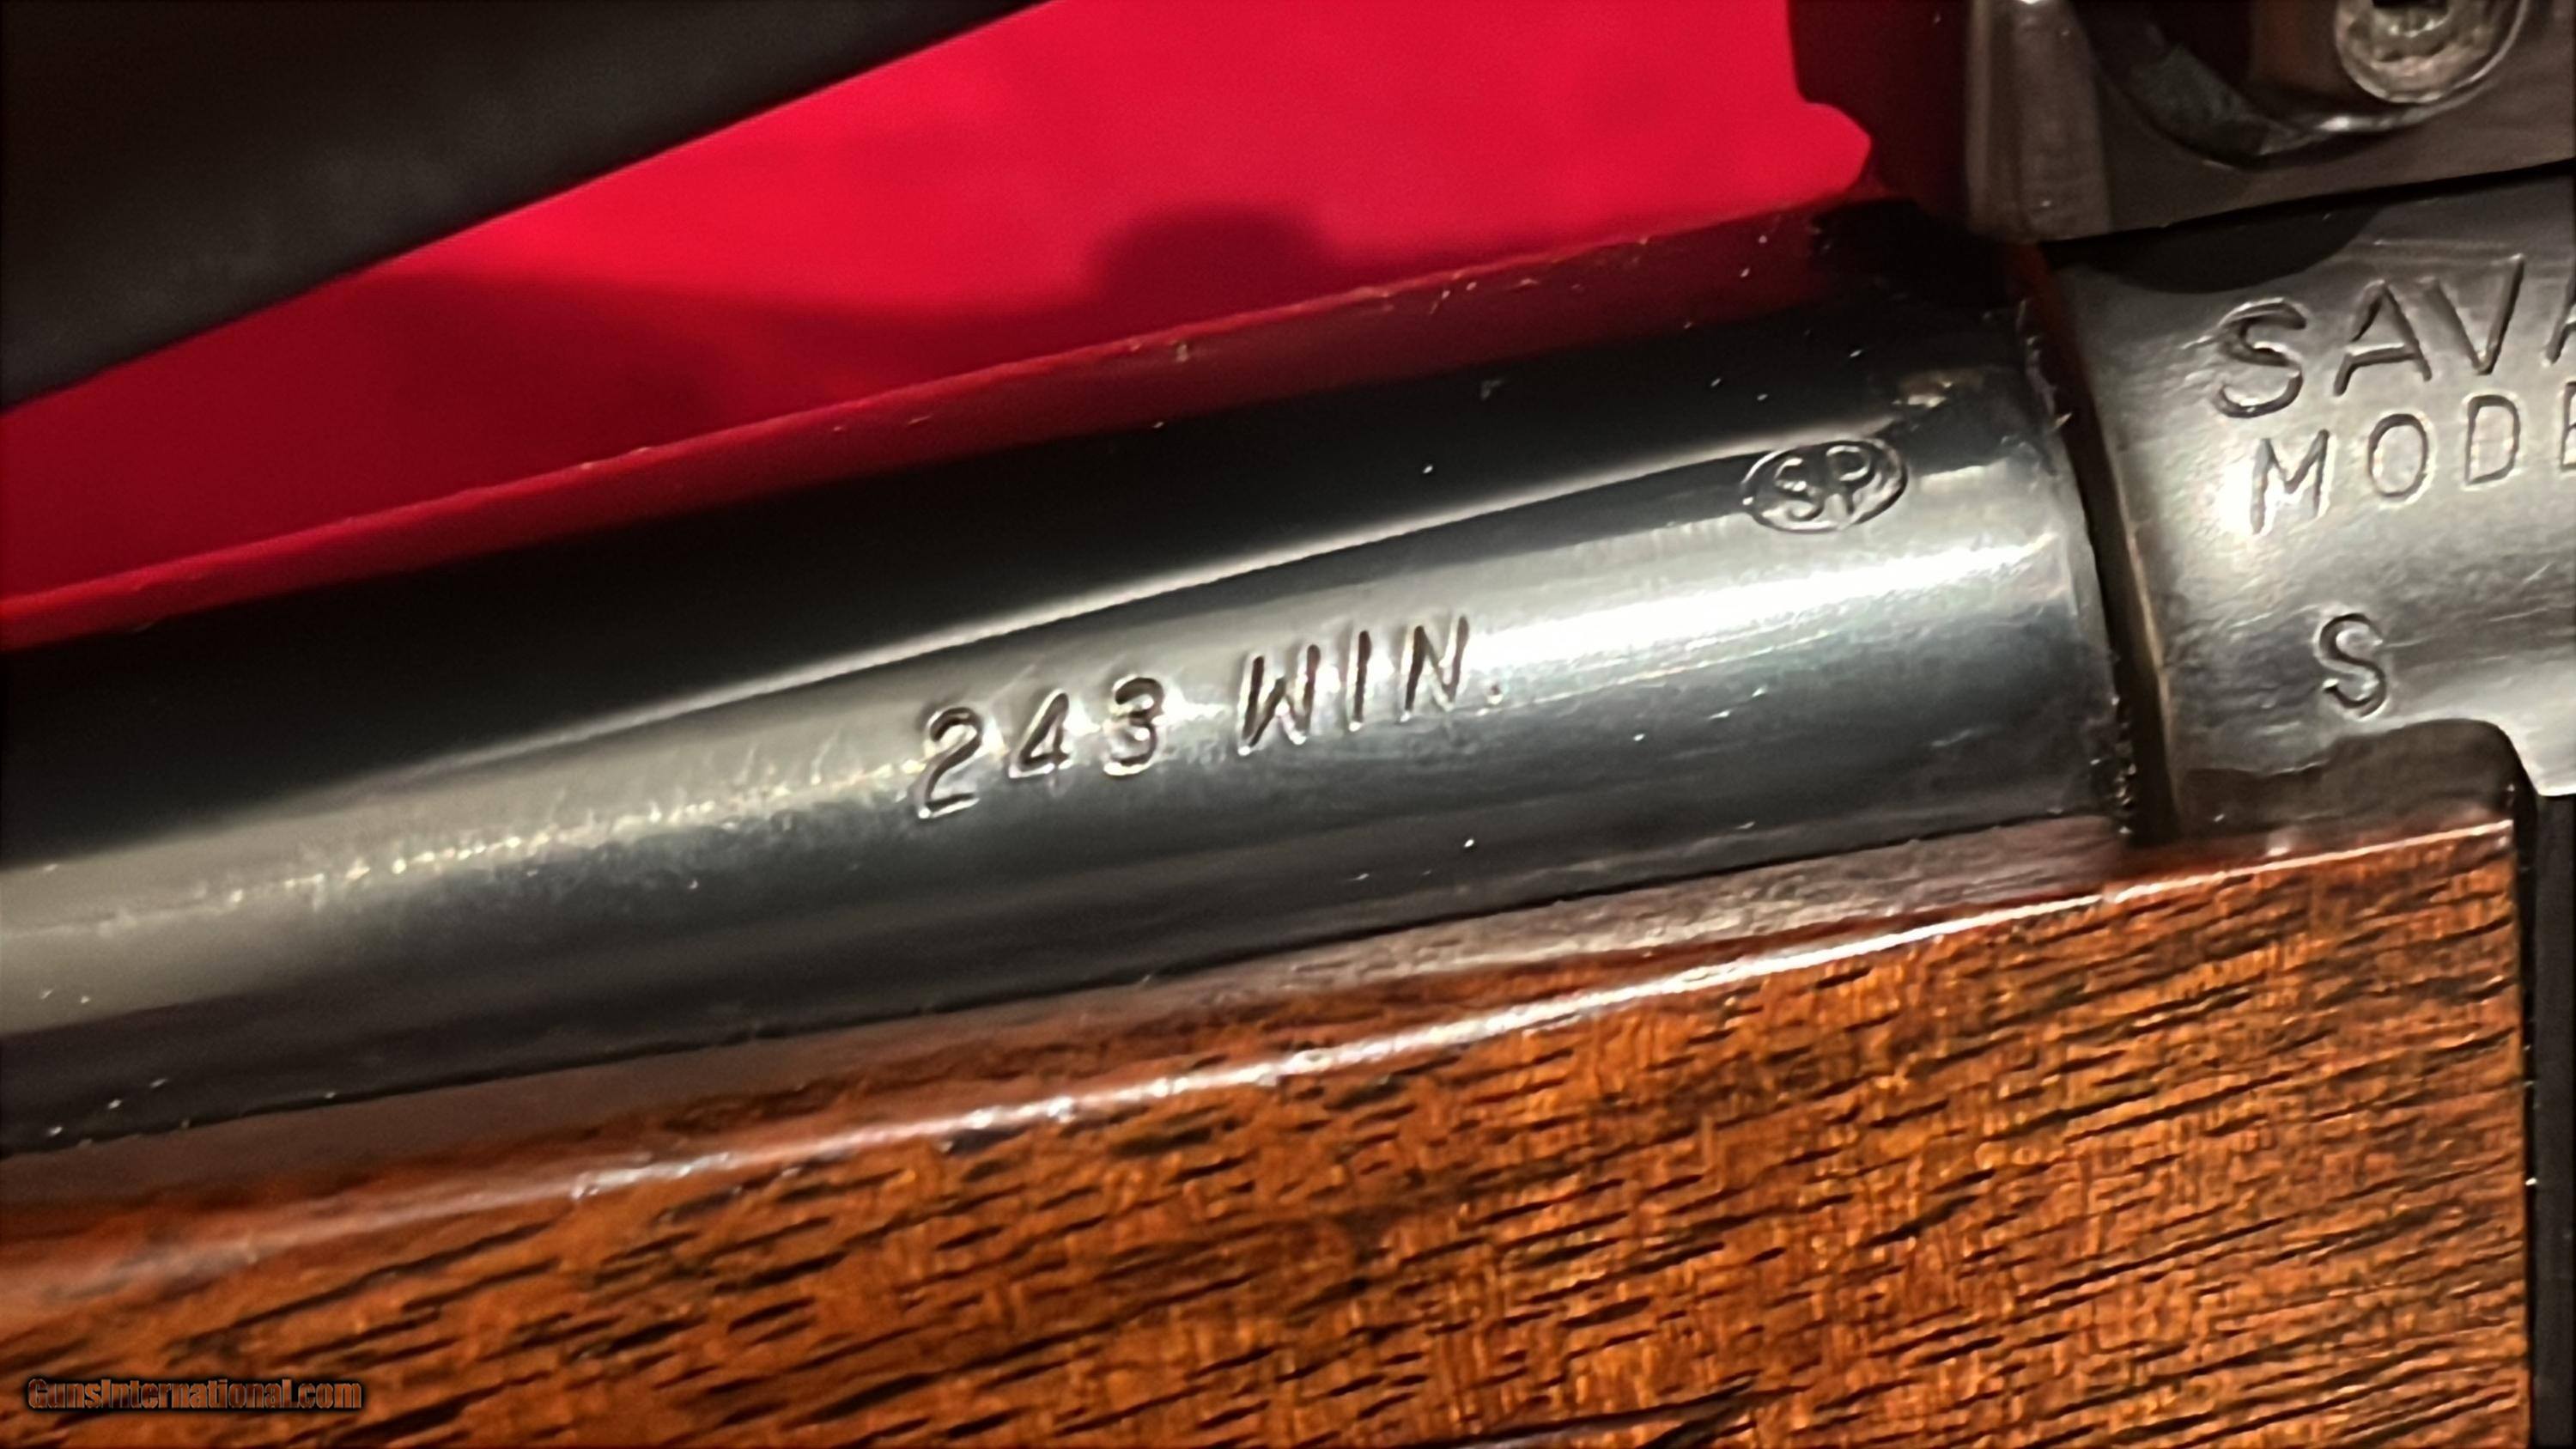 SAVA
MODE
SP
243 WIN.
S
GunsInternational.com